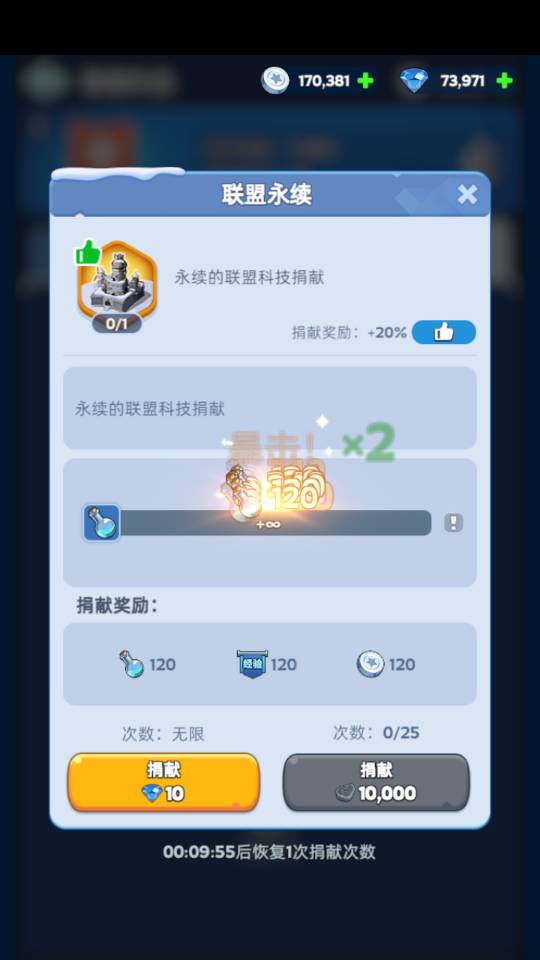 170,381
73,971
联盟永续
永续的联盟科技捐献
0/1
捐献奖励：+20%
永续的联盟科技捐献
暴击！×2
120
+∞
捐献奖励：
120
经验 120
120
次数：无限
次数：0/25
捐献
10
捐献
10,000
00:09:55后恢复1次捐献次数